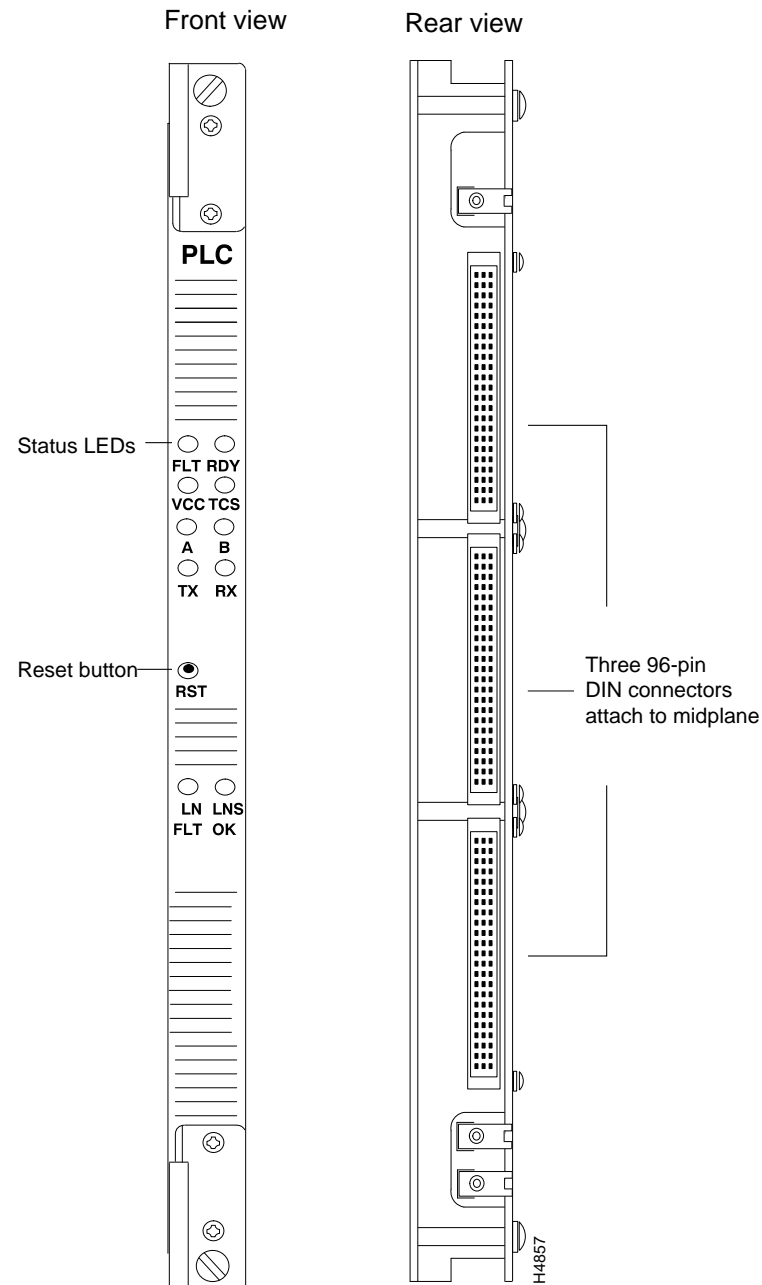 Front view
Rear view
PLC
Status LEDs
FLT RDY
VCC TCS
A B
TX RX
Reset button
RST
LN LNS
FLT OK
Three 96-pin
DIN connectors
attach to midplane
H4857